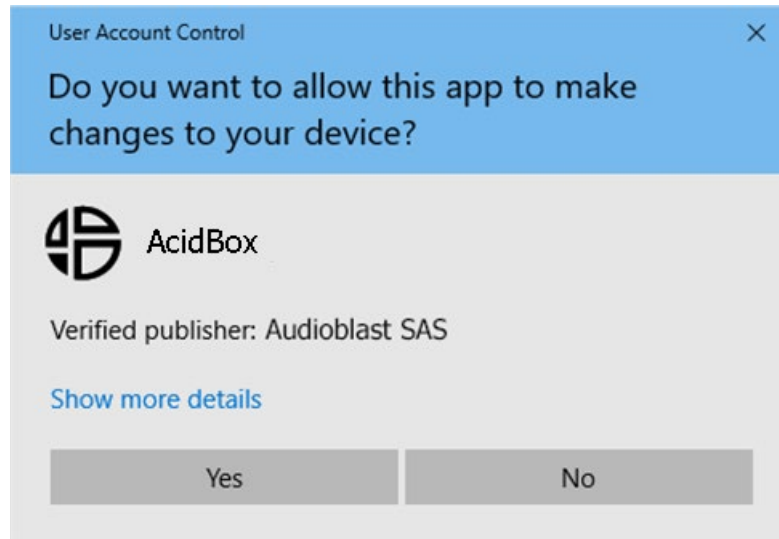 User Account Control
Do you want to allow this app to make
changes to your device?
AcidBox
Verified publisher: Audioblast SAS
Show more details
Yes
No